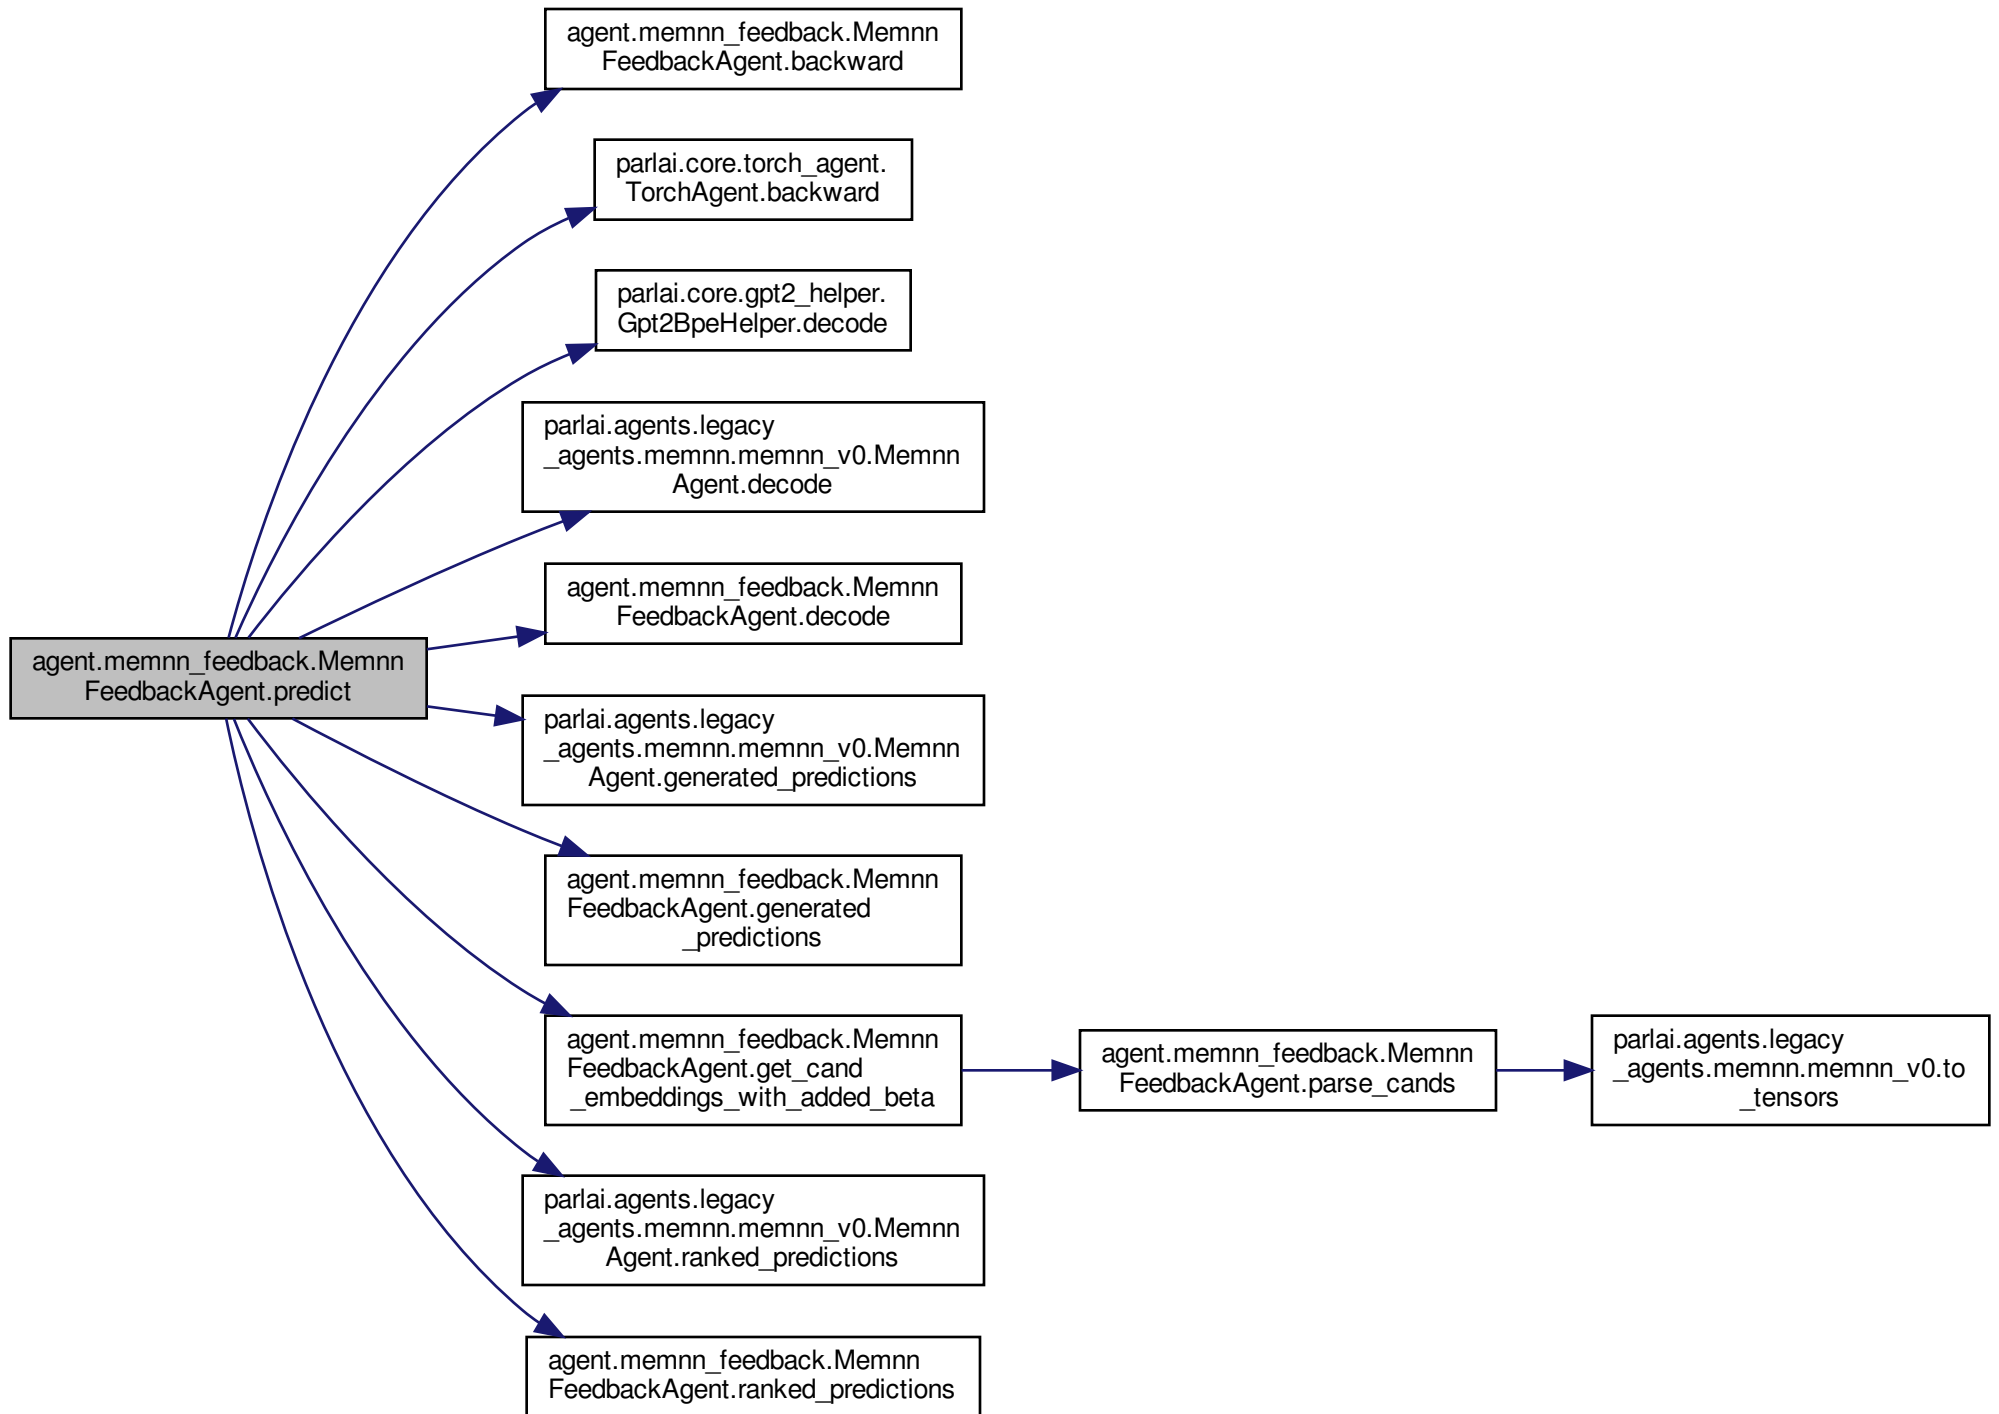 agent.memnn_feedback.Memnn
FeedbackAgent.backward
parlai.core.torch_agent.
TorchAgent.backward
parlai.core.gpt2_helper.
Gpt2BpeHelper.decode
parlai.agents.legacy
_agents.memnn.memnn_v0.Memnn
Agent.decode
agent.memnn_feedback.Memnn
FeedbackAgent.decode
agent.memnn_feedback.Memnn
FeedbackAgent.predict
parlai.agents.legacy
_agents.memnn.memnn_v0.Memnn
Agent.generated_predictions
agent.memnn_feedback.Memnn
FeedbackAgent.generated
_predictions
agent.memnn_feedback.Memnn
FeedbackAgent.get_cand
_embeddings_with_added_beta
agent.memnn_feedback.Memnn
FeedbackAgent.parse_cands
parlai.agents.legacy
_agents.memnn.memnn_v0.to
_tensors
parlai.agents.legacy
_agents.memnn.memnn_v0.Memnn
Agent.ranked_predictions
agent.memnn_feedback.Memnn
FeedbackAgent.ranked_predictions